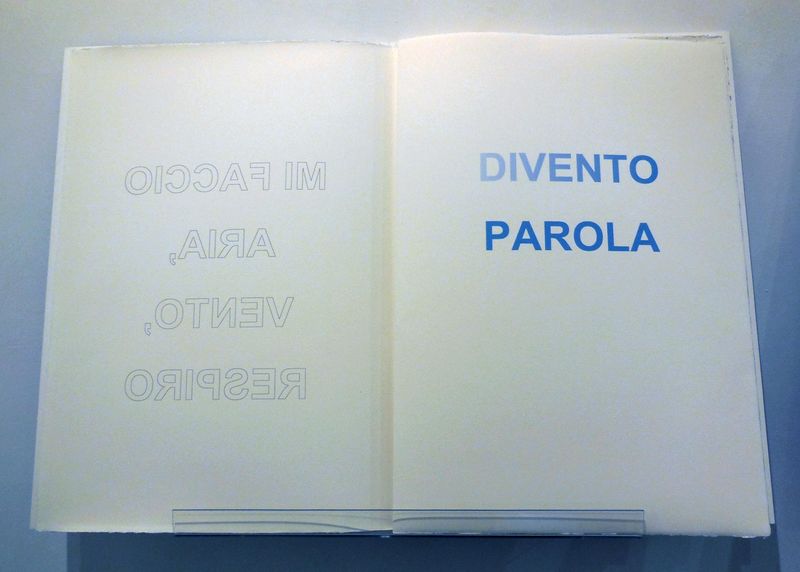 MI FACCIO
ARIA,
VENTO,
RESPIRO
DIVENTO
PAROLA